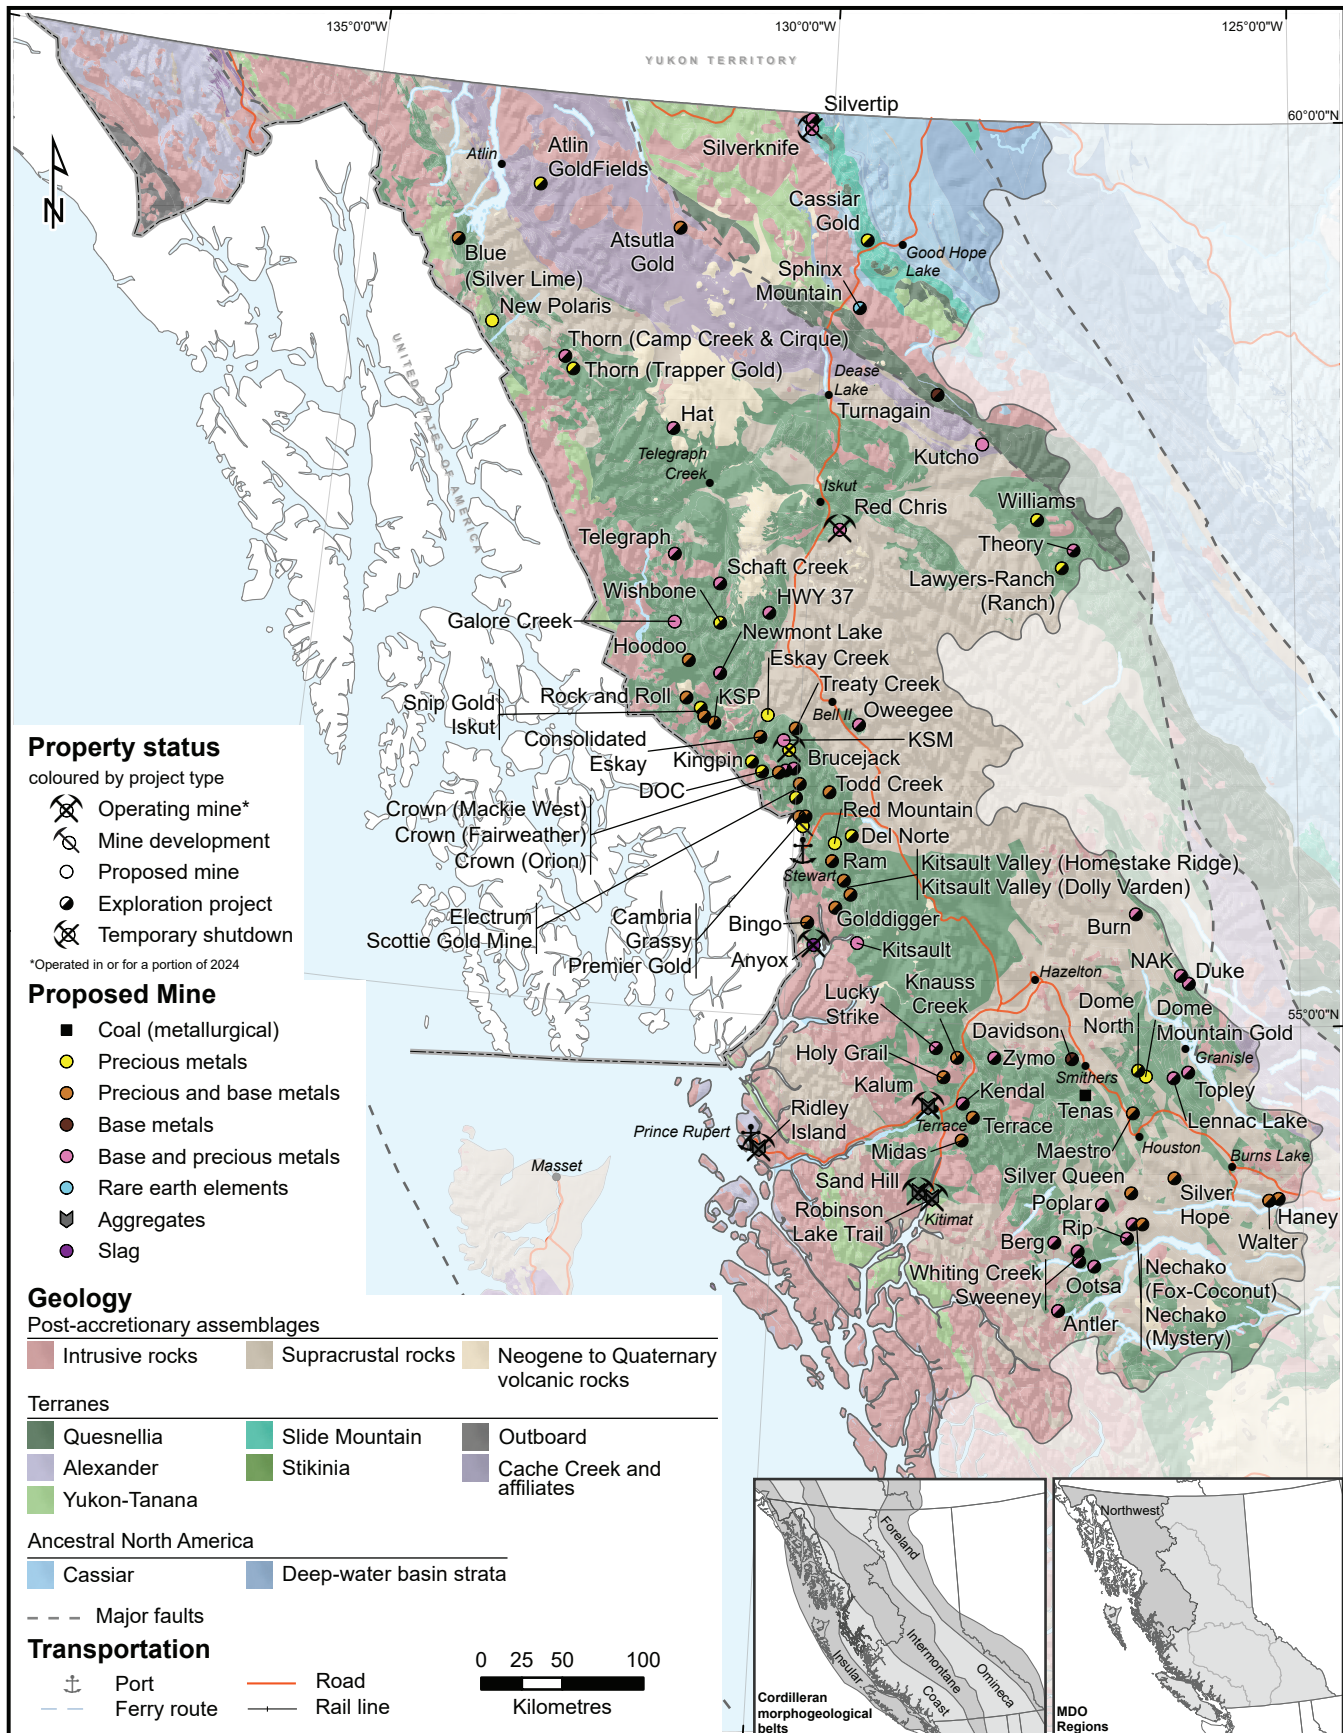 135°0'0"W
130°0'0"W
125°0'0"W
YUKON TERRITORY
60°0'0"N
Silvertip
Silverknife
Atlin
Atlin
GoldFields
Cassiar
Gold
Good Hope
Lake
Atsutla
Gold
Blue
(Silver Lime)
Sphinx
Mountain
New Polaris
Thorn (Camp Creek & Cirque)
Thorn (Trapper Gold)
Dease
Lake
Turnagain
Hat
Telegraph
Creek
Kutcho
UNITED STATES OF AMERICA
Iskut
Red Chris
Williams
Theory
Lawyers-Ranch
(Ranch)
Telegraph
Schaft Creek
Wishbone
HWY 37
Galore Creek
Newmont Lake
Hoodoo
Eskay Creek
Treaty Creek
Rock and Roll
KSP
Snip Gold
Iskut
Bell II
Oweegee
Consolidated
Eskay
KSM
Kingpin
Brucejack
DOC
Todd Creek
Crown (Mackie West)
Crown (Fairweather)
Crown (Orion)
Red Mountain
Del Norte
Ram
Stewart
Kitsault Valley (Homestake Ridge)
Kitsault Valley (Dolly Varden)
Electrum
Scottie Gold Mine
Cambria
Grassy
Premier Gold
Bingo
Golddigger
Anyox
Kitsault
Burn
NAK
Duke
Hazelton
Knauss
Creek
Lucky
Strike
Dome
North
Dome
Mountain Gold
55°0'0"N
Davidson
Zymo
Granisle
Holy Grail
Smithers
Topley
Kalum
Kendal
Tenas
Lennac Lake
Ridley
Island
Terrace
Terrace
Prince Rupert
Midas
Maestro
Houston
Burns Lake
Masset
Sand Hill
Silver Queen
Silver
Hope
Haney
Robinson
Lake Trail
Kitimat
Poplar
Rip
Walter
Berg
Whiting Creek
Sweeney
Ootsa
Nechako
(Fox-Coconut)
Nechako
(Mystery)
Antler
N
Property status
coloured by project type
Operating mine*
Mine development
Proposed mine
Exploration project
Temporary shutdown
*Operated in or for a portion of 2024
Proposed Mine
Coal (metallurgical)
Precious metals
Precious and base metals
Base metals
Base and precious metals
Rare earth elements
Aggregates
Slag
Geology
Post-accretionary assemblages
Intrusive rocks
Supracrustal rocks
Neogene to Quaternary
volcanic rocks
Terranes
Quesnellia
Slide Mountain
Outboard
Alexander
Stikinia
Cache Creek and
affiliates
Yukon-Tanana
Ancestral North America
Cassiar
Deep-water basin strata
Major faults
Transportation
Port
Road
Ferry route
Rail line
0 25 50 100
Kilometres
Foreland
Omineca
Intermontane
Coast
Insular
Cordilleran
morphogeological
belts
Northwest
MDO
Regions